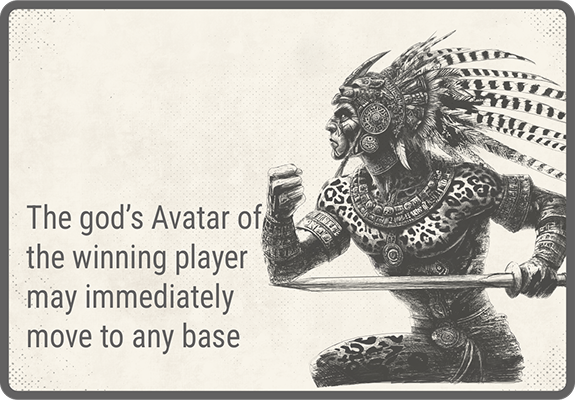 The god’s Avatar of
the winning player
may immediately
move to any base